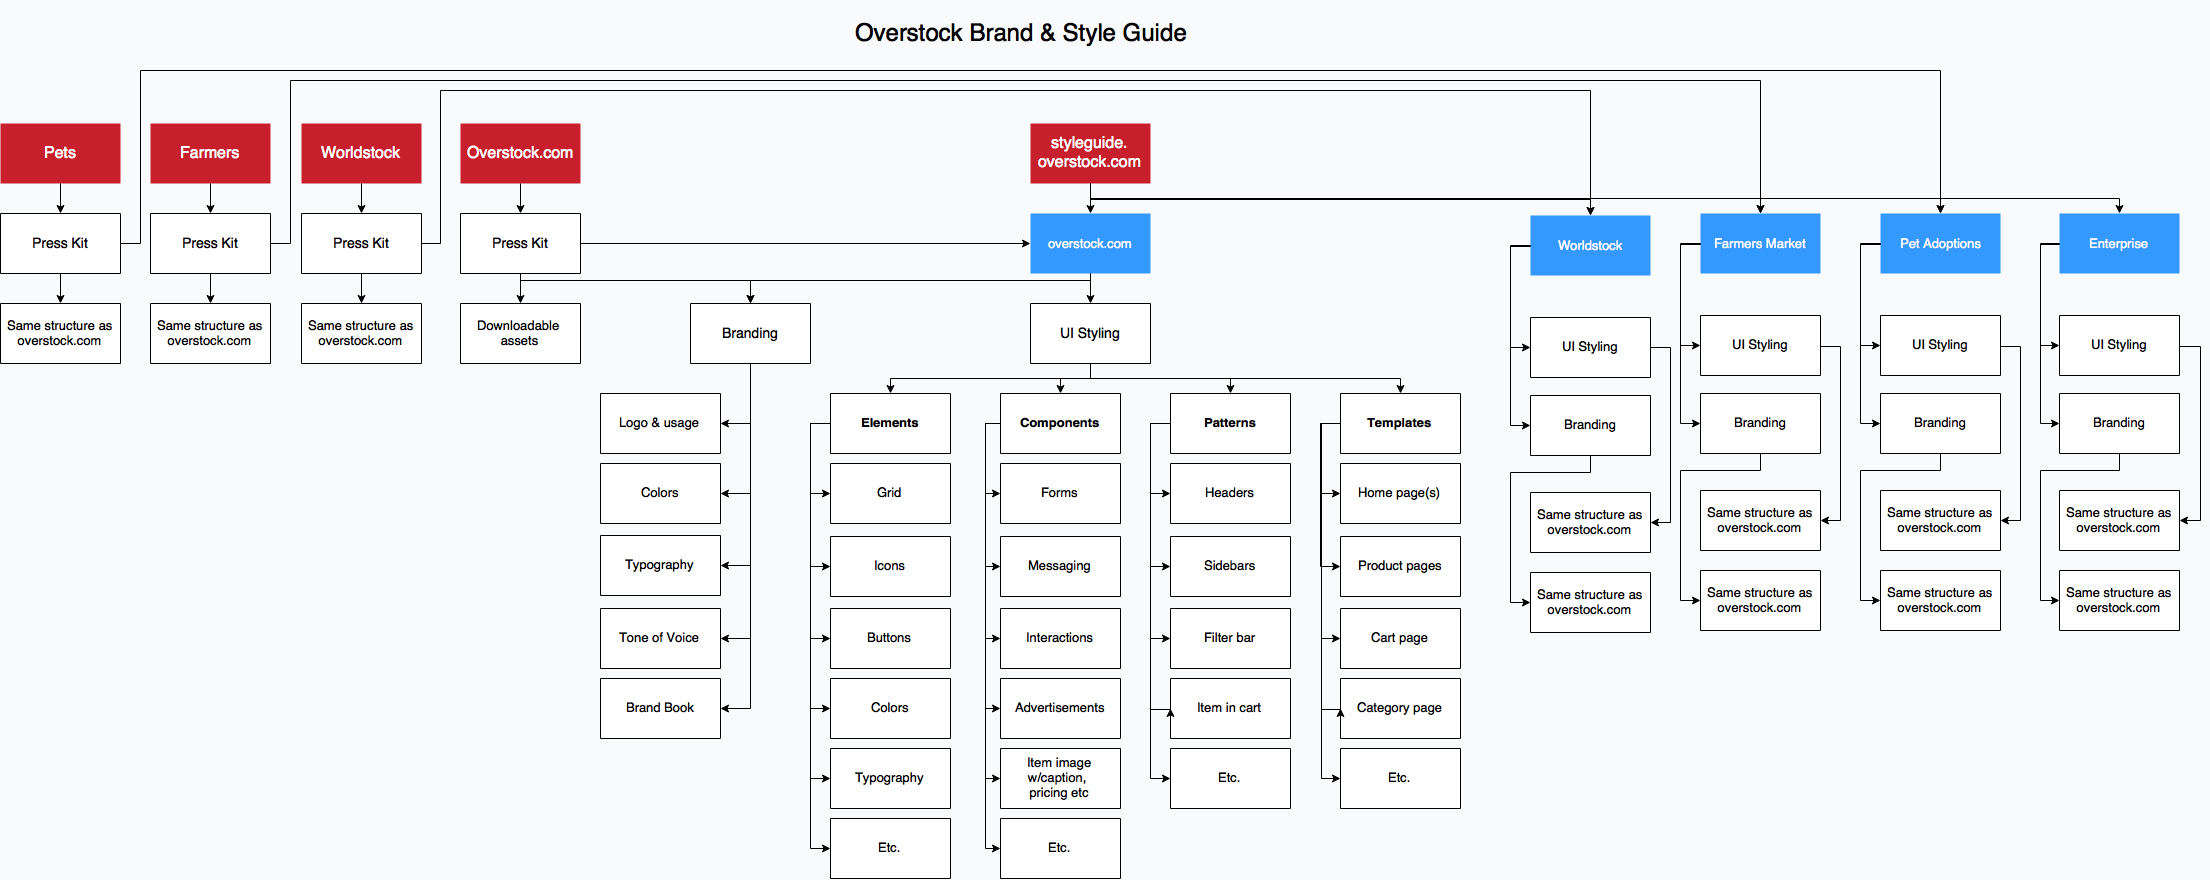 Overstock Brand & Style Guide
Pets
Farmers
Worldstock
Overstock.com
styleguide.
overstock.com
Press Kit
Press Kit
Press Kit
Press Kit
overstock.com
Worldstock
Farmers Market
Pet Adoptions
Enterprise
Same structure as
overstock.com
Same structure as
overstock.com
Same structure as
overstock.com
Downloadable
assets
Branding
UI Styling
UI Styling
UI Styling
UI Styling
UI Styling
Logo & usage
Colors
Typography
Tone of Voice
Brand Book
Elements
Grid
Icons
Buttons
Colors
Typography
Etc.
Components
Forms
Messaging
Interactions
Advertisements
Item image
w/caption,
pricing etc
Etc.
Patterns
Headers
Sidebars
Filter bar
Item in cart
Etc.
Templates
Home page(s)
Product pages
Cart page
Category page
Etc.
Branding
Branding
Branding
Branding
Same structure as
overstock.com
Same structure as
overstock.com
Same structure as
overstock.com
Same structure as
overstock.com
Same structure as
overstock.com
Same structure as
overstock.com
Same structure as
overstock.com
Same structure as
overstock.com